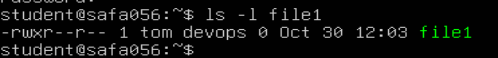 student@safa056:~$ ls -l file1
-rwxr--r-- 1 tom devops 0 Oct 30 12:03 file1
student@safa056:~$